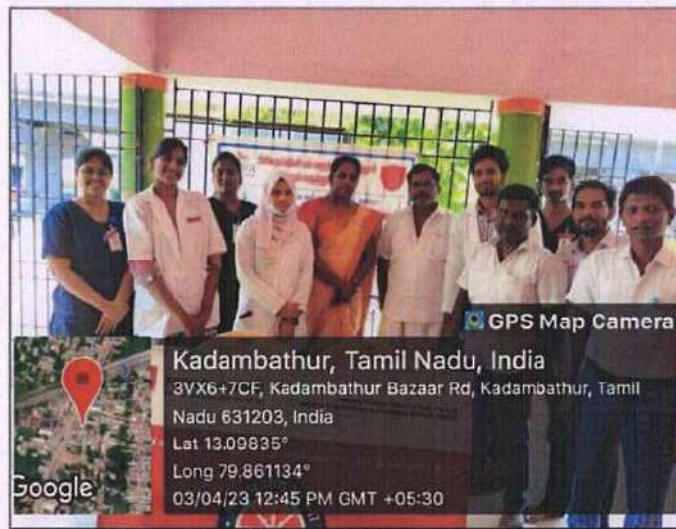 GPS Map Camera
Kadambathur, Tamil Nadu, India
3VX6+7CF, Kadambathur Bazaar Rd, Kadambathur, Tamil
Nadu 631203, India
Lat 13.09835°
Long 79.861134°
03/04/23 12:45 PM GMT +05:30
Google